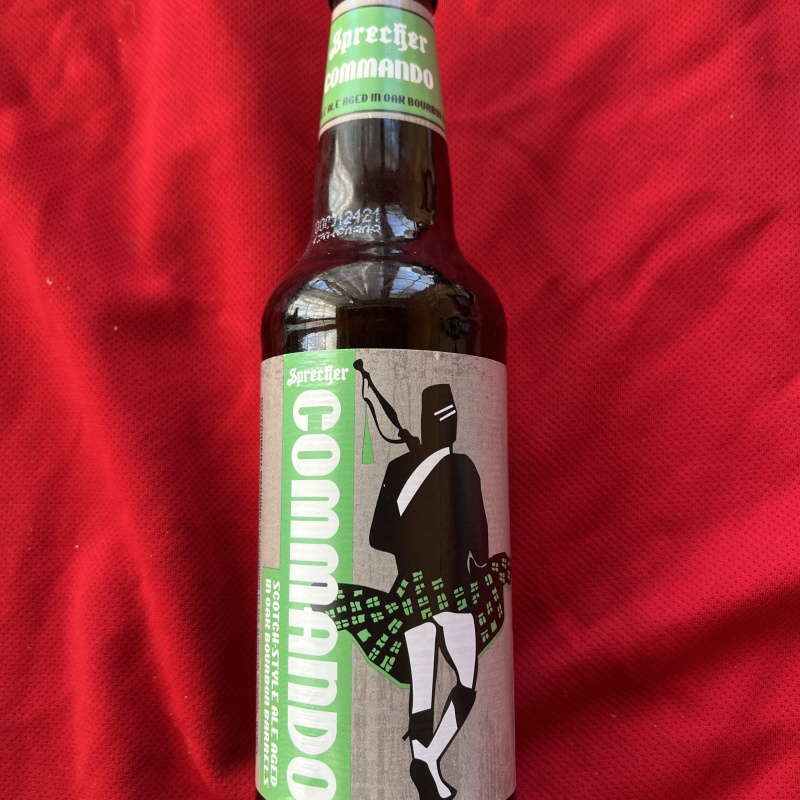 Sprecher
COMMANDO
ALE AGED IN OAK BOURBON
Sprecher
COMMANDO
SCOTCH-STYLE ALE AGED
IN OAK BOURBON BARRELS